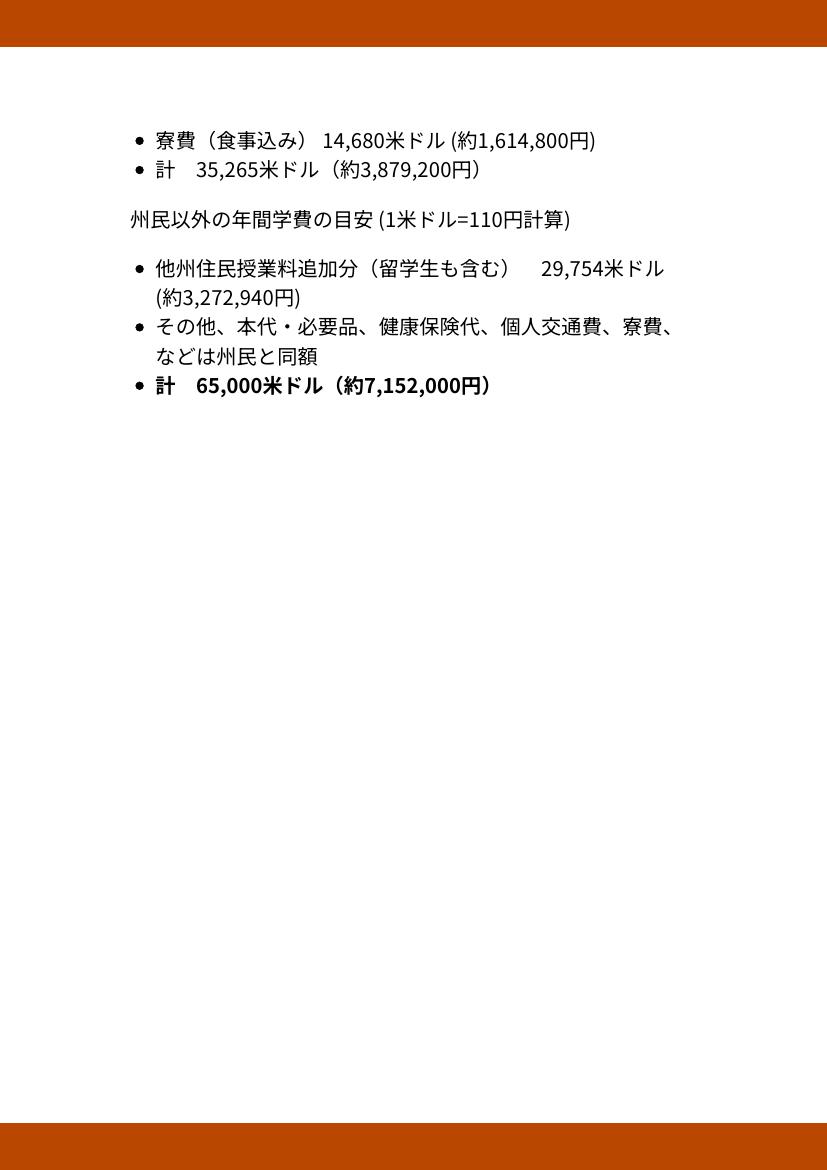 • 寮費（食事込み） 14,680米ドル (約1,614,800円)
• 計　35,265米ドル（約3,879,200円）
州民以外の年間学費の目安 (1米ドル=110円計算)
• 他州住民授業料追加分（留学生も含む）　29,754米ドル
(約3,272,940円)
• その他、本代・必要品、健康保険代、個人交通費、寮費、
などは州民と同額
• 計　65,000米ドル（約7,152,000円）